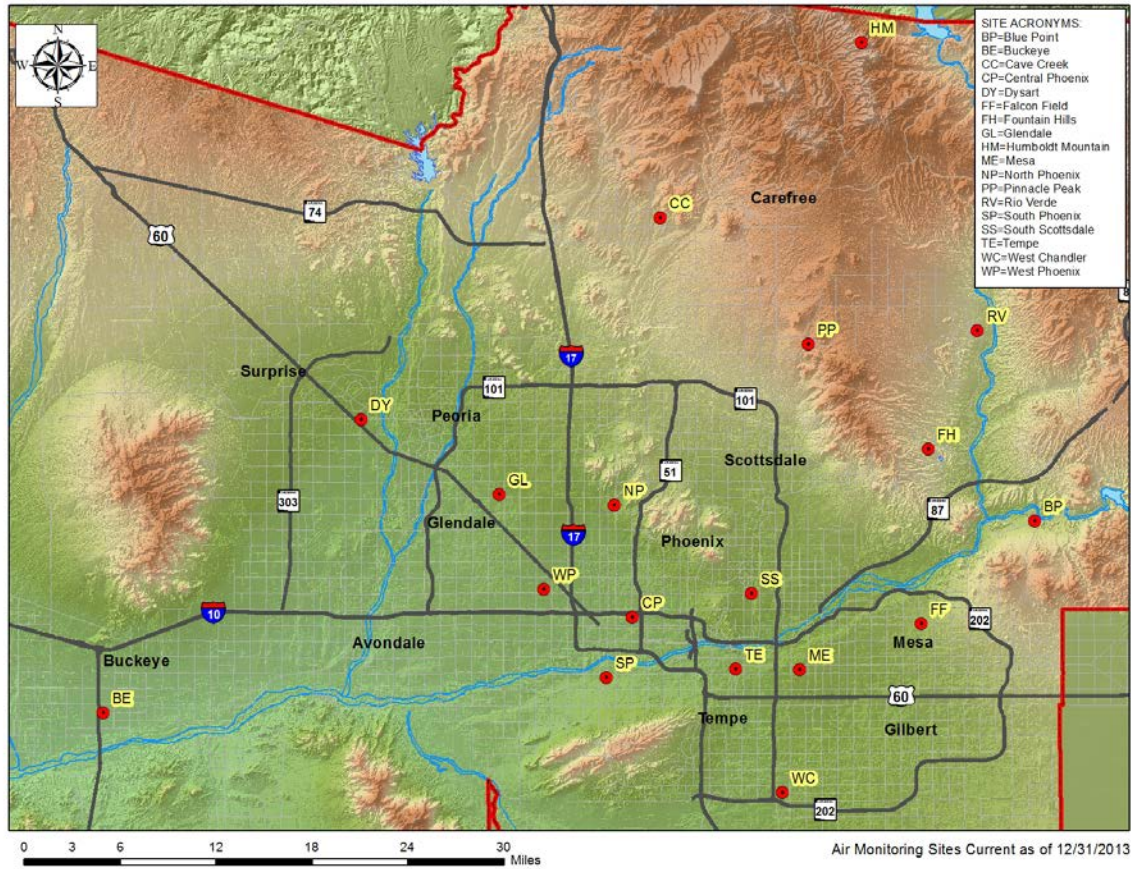 N
W E
S
SITE ACRONYMS:
BP=Blue Point
BE=Buckeye
CC=Cave Creek
CP=Central Phoenix
DY=Dysart
FF=Falcon Field
FH=Fountain Hills
GL=Glendale
HM=Humboldt Mountain
ME=Mesa
NP=North Phoenix
PP=Pinnacle Peak
RV=Rio Verde
SP=South Phoenix
SS=South Scottsdale
TE=Tempe
WC=West Chandler
WP=West Phoenix
HM
CC
Carefree
74
60
RV
PP
17
Surprise
101
101
DY
Peoria
FH
Scottsdale
51
GL
NP
303
Glendale
87
BP
17
Phoenix
WP
SS
10
CP
FF
202
Avondale
Mesa
Buckeye
SP
TE
ME
BE
60
Tempe
Gilbert
WC
202
0 3 6 12 18 24 30
Miles
Air Monitoring Sites Current as of 12/31/2013